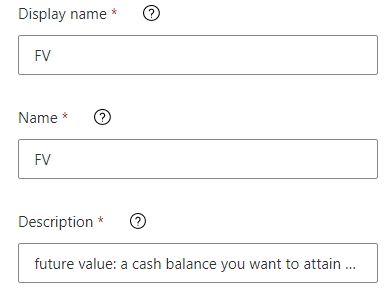 Display name *
FV
Name *
FV
Description *
future value: a cash balance you want to attain ...